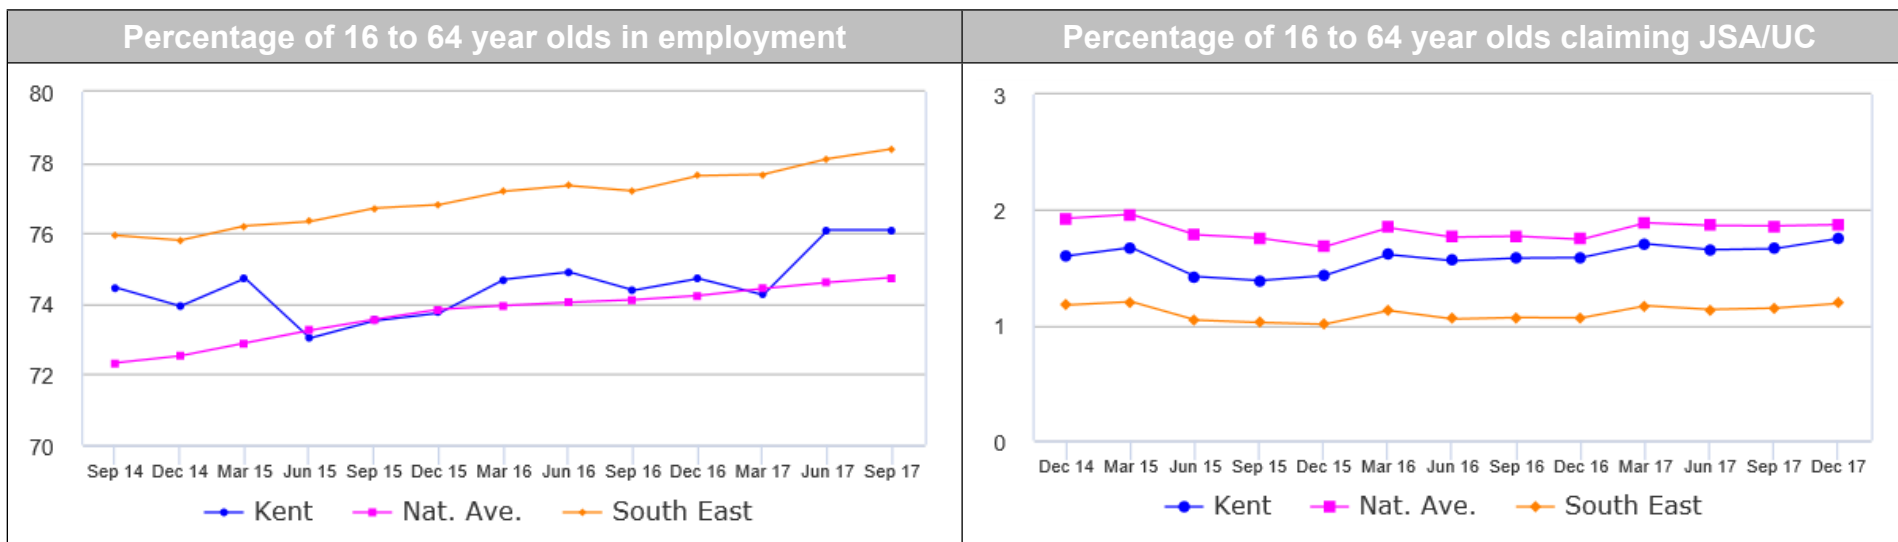 Percentage of 16 to 64 year olds in employment
80
78
76
74
72
70
Sep 14 Dec 14 Mar 15 Jun 15 Sep 15 Dec 15 Mar 16 Jun 16 Sep 16 Dec 16 Mar 17 Jun 17 Sep 17
Kent Nat. Ave. South East
Percentage of 16 to 64 year olds claiming JSA/UC
3
2
1
0
Dec 14 Mar 15 Jun 15 Sep 15 Dec 15 Mar 16 Jun 16 Sep 16 Dec 16 Mar 17 Jun 17 Sep 17 Dec 17
Kent Nat. Ave. South East